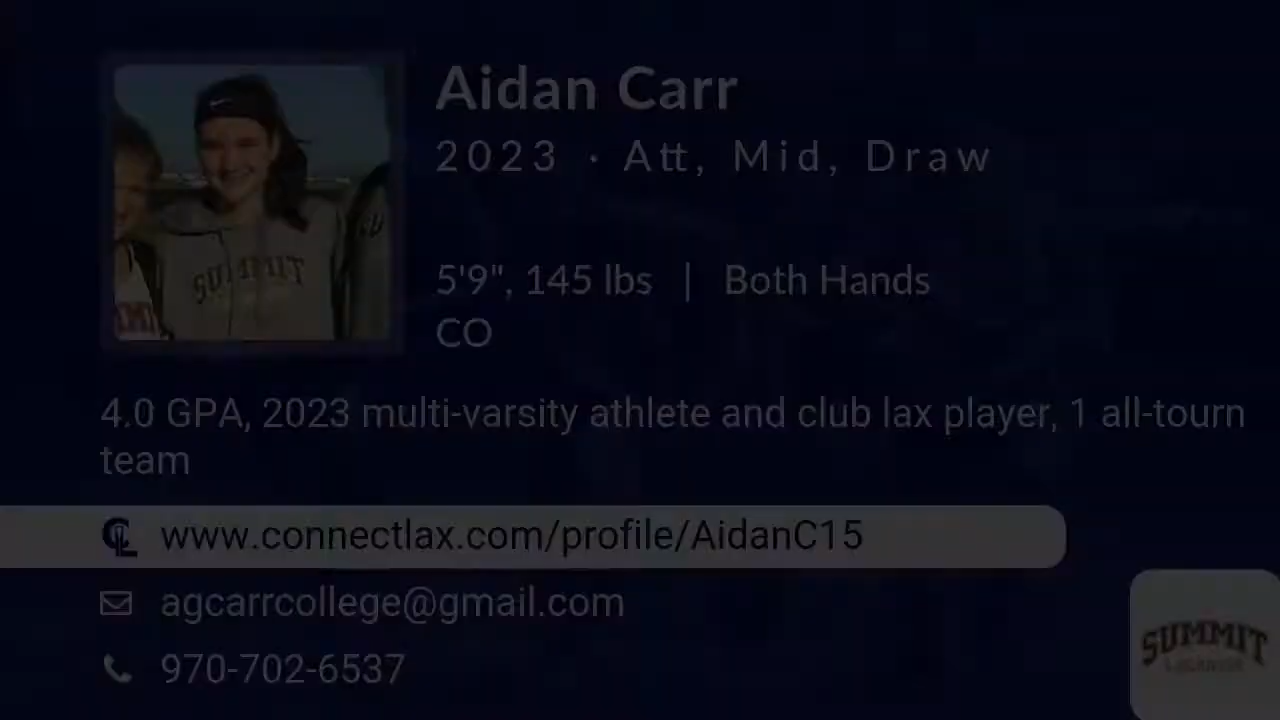 Aidan Carr
2023 · Att, Mid, Draw
5'9", 145 lbs | Both Hands
CO
4.0 GPA, 2023 multi-varsity athlete and club lax player, 1 all-tourn
team
www.connectlax.com/profile/AidanC15
agcarrcollege@gmail.com
970-702-6537
SUMMIT
SUMMIT
LACROSSE